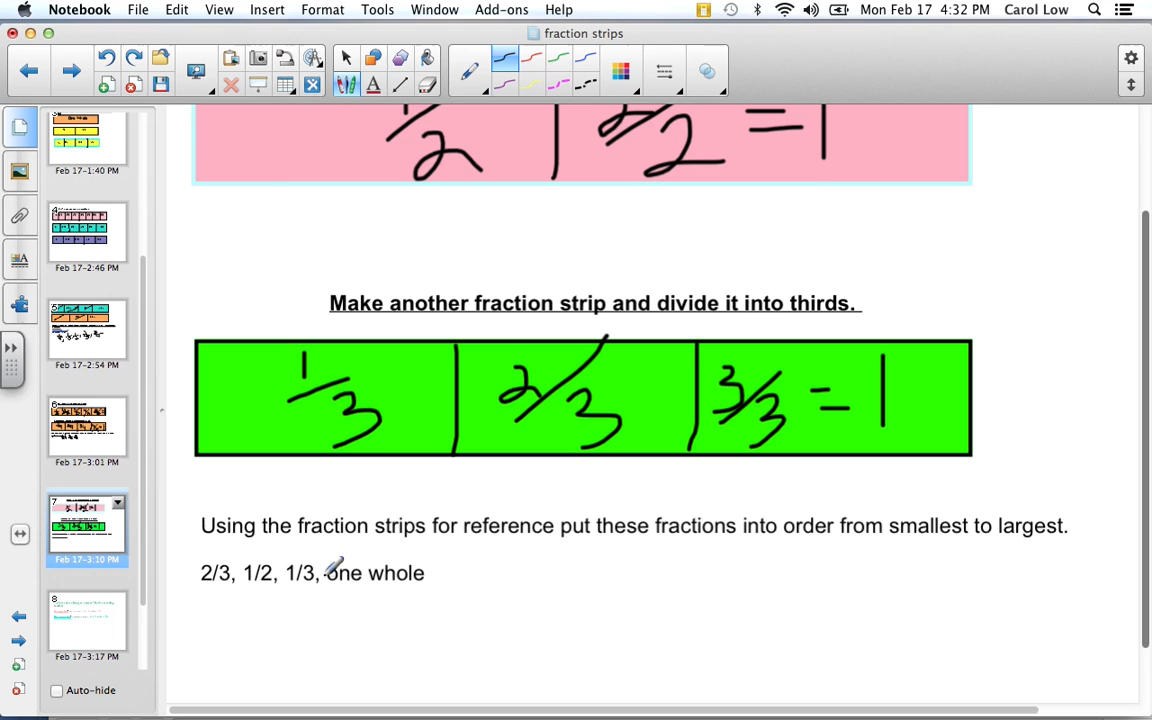 Notebook File Edit View Insert Format Tools Window Add-ons Help Mon Feb 17 4:32 PM Carol Low
fraction strips
A
1/2 | 2/2 = 1
Feb 17-1:40 PM
4
Feb 17-2:46 PM
5
Feb 17-2:54 PM
6
Feb 17-3:01 PM
7
Feb 17-3:10 PM
8
Feb 17-3:17 PM
Auto-hide
Make another fraction strip and divide it into thirds.
1/3 | 2/3 | 3/3 = 1
Using the fraction strips for reference put these fractions into order from smallest to largest.
2/3, 1/2, 1/3, one whole